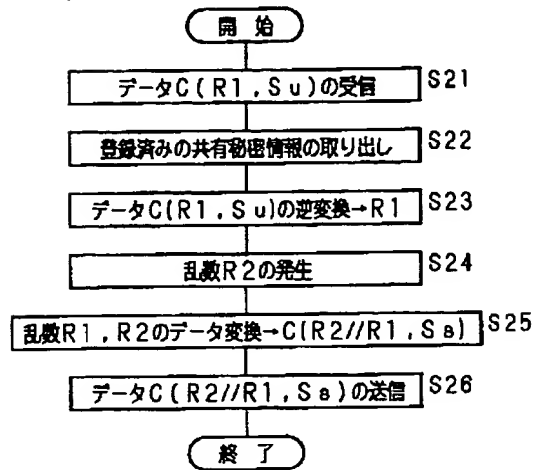 開 始
データC(R1,Su)の受信
S21
登録済みの共有秘密情報の取り出し
S22
データC(R1,Su)の逆変換→R1
S23
乱数R2の発生
S24
乱数R1,R2のデータ変換→C(R2//R1,Ss)
S25
データC(R2//R1,Ss)の送信
S26
終 了